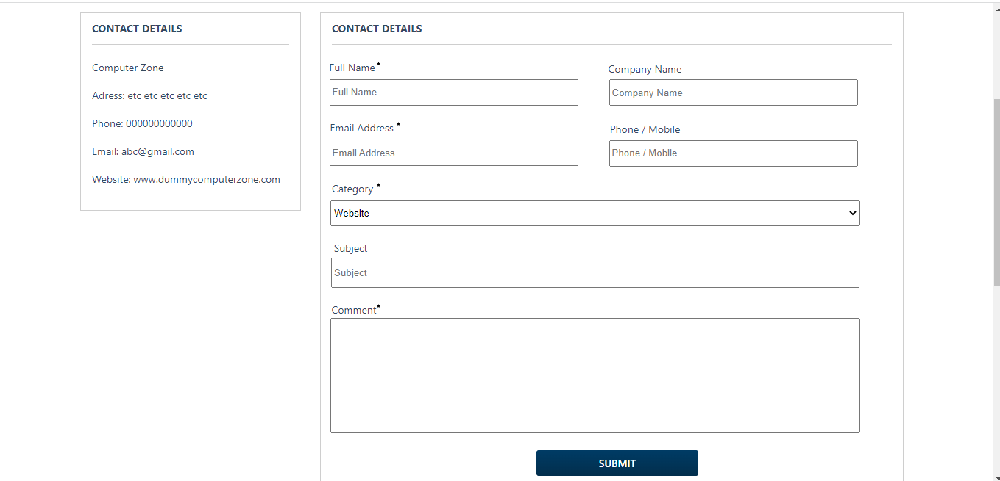 CONTACT DETAILS
Computer Zone
Adress: etc etc etc etc etc
Phone: 000000000000
Email: abc@gmail.com
Website: www.dummycomputerzone.com
CONTACT DETAILS
Full Name*
Full Name
Company Name
Company Name
Email Address *
Email Address
Phone / Mobile
Phone / Mobile
Category *
Website
Subject
Subject
Comment*
SUBMIT